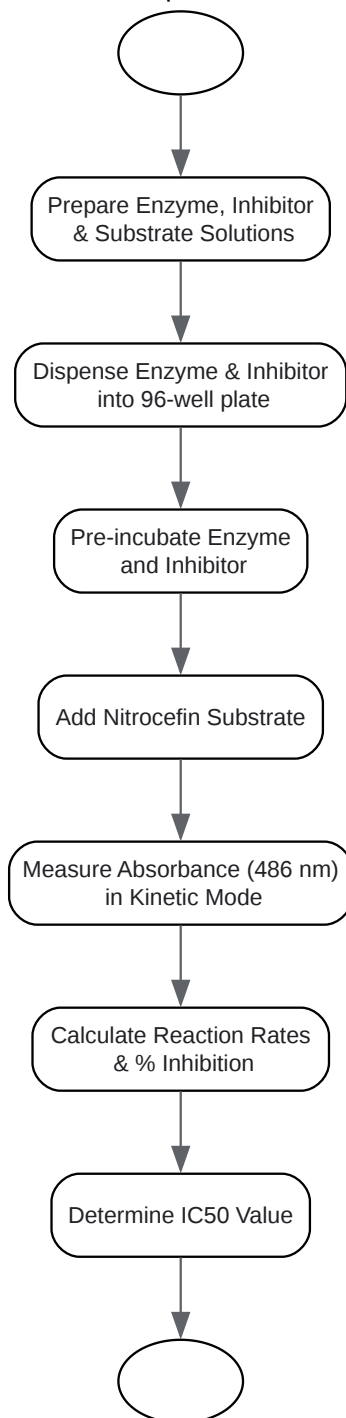 Prepare Enzyme, Inhibitor
& Substrate Solutions
Dispense Enzyme & Inhibitor
into 96-well plate
Pre-incubate Enzyme
and Inhibitor
Add Nitrocefin Substrate
Measure Absorbance (486 nm)
in Kinetic Mode
Calculate Reaction Rates
& % Inhibition
Determine IC50 Value